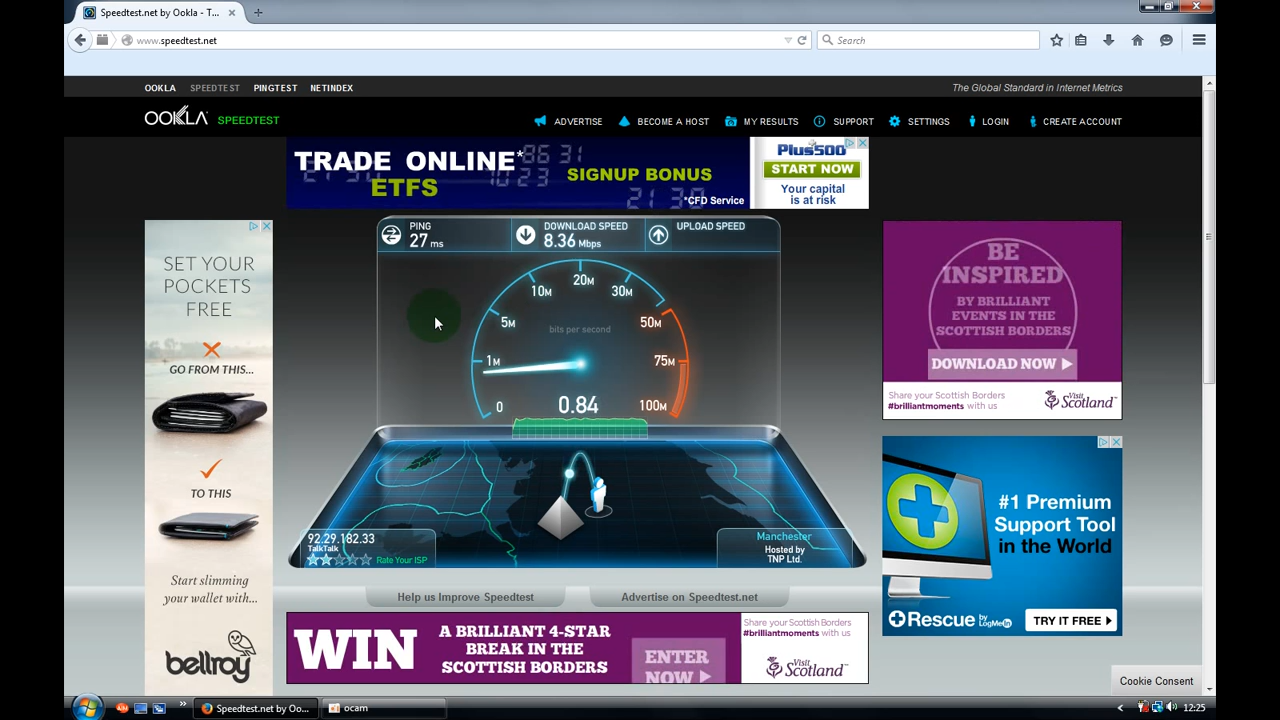 Speedtest.net by Ookla - T...
www.speedtest.net
Search
OOKLA SPEEDTEST PINGTEST NETINDEX
The Global Standard in Internet Metrics
OOKLA SPEEDTEST
ADVERTISE BECOME A HOST MY RESULTS SUPPORT SETTINGS LOGIN CREATE ACCOUNT
TRADE ONLINE*
ETFS
SIGNUP BONUS
*CFD Service
Plus500
START NOW
Your capital
is at risk
SET YOUR
POCKETS
FREE
GO FROM THIS...
TO THIS
Start slimming
your wallet with...
bellroy
PING
27 ms
DOWNLOAD SPEED
8.36 Mbps
UPLOAD SPEED
0
1M
5M
10M
20M
30M
50M
75M
100M
bits per second
0.84
92.29.182.33
TalkTalk
Rate Your ISP
Manchester
Hosted by
TNP Ltd.
Help us Improve Speedtest
Advertise on Speedtest.net
WIN
A BRILLIANT 4-STAR
BREAK IN THE
SCOTTISH BORDERS
ENTER
NOW
Share your Scottish Borders
#brilliantmoments with us
Visit
Scotland™
BE
INSPIRED
BY BRILLIANT
EVENTS IN THE
SCOTTISH BORDERS
DOWNLOAD NOW
Share your Scottish Borders
#brilliantmoments with us
Visit
Scotland™
#1 Premium
Support Tool
in the World
Rescue by LogMeIn
TRY IT FREE
Cookie Consent
Speedtest.net by Oo...
ocam
12:25